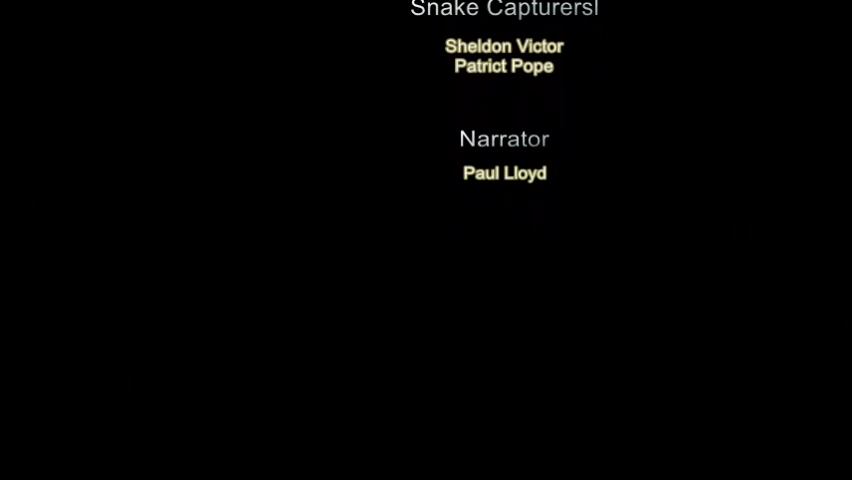 Snake Capturersl
Sheldon Victor
Patrict Pope
Narrator
Paul Lloyd